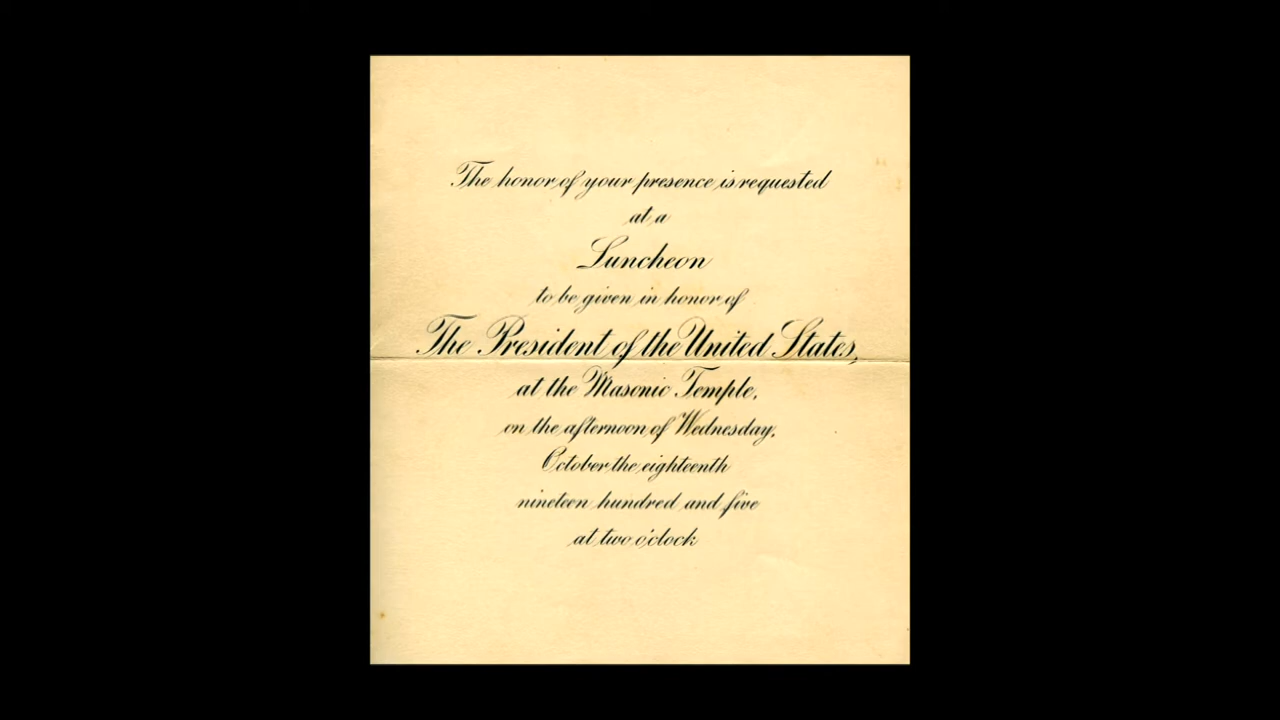 The honor of your presence is requested
at a
Luncheon
to be given in honor of
The President of the United States,
at the Masonic Temple,
on the afternoon of Wednesday,
October the eighteenth
nineteen hundred and five
at two o'clock